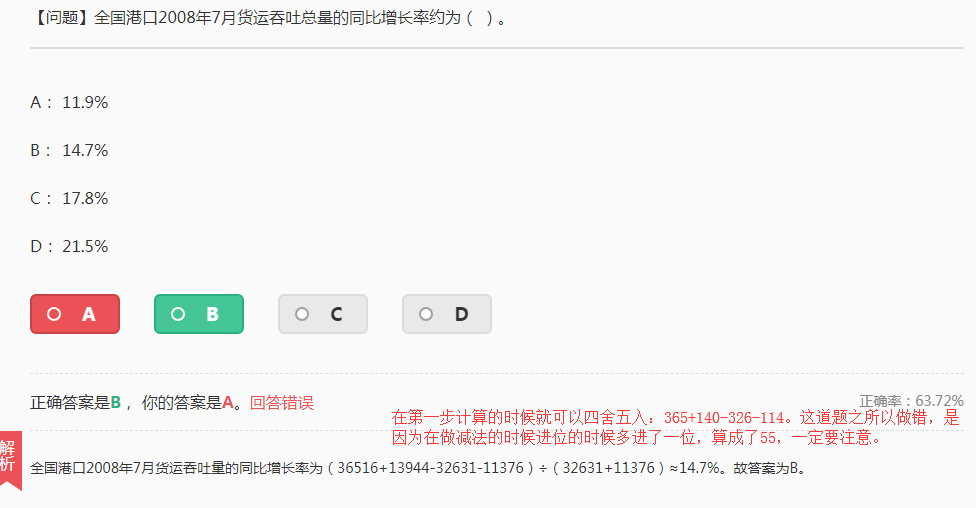 【问题】全国港口2008年7月货运吞吐总量的同比增长率约为（ ）。
A： 11.9%
B： 14.7%
C： 17.8%
D： 21.5%
A B C D
正确答案是B， 你的答案是A。回答错误
正确率：63.72%
在第一步计算的时候就可以四舍五入：365+140-326-114。这道题之所以做错，是
因为在做减法的时候进位的时候多进了一位，算成了55，一定要注意。
解析
全国港口2008年7月货运吞吐量的同比增长率为（36516+13944-32631-11376）÷（32631+11376）≈14.7%。故答案为B。